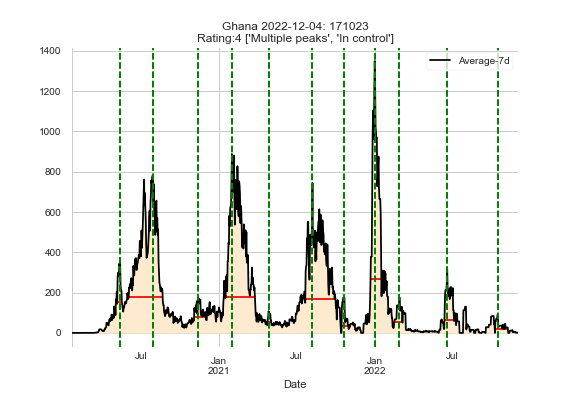 Ghana 2022-12-04: 171023
Rating:4 ['Multiple peaks', 'In control']
1400
Average-7d
1200
1000
800
600
400
200
0
Jul Jan Jul Jan Jul
2021 2022
Date